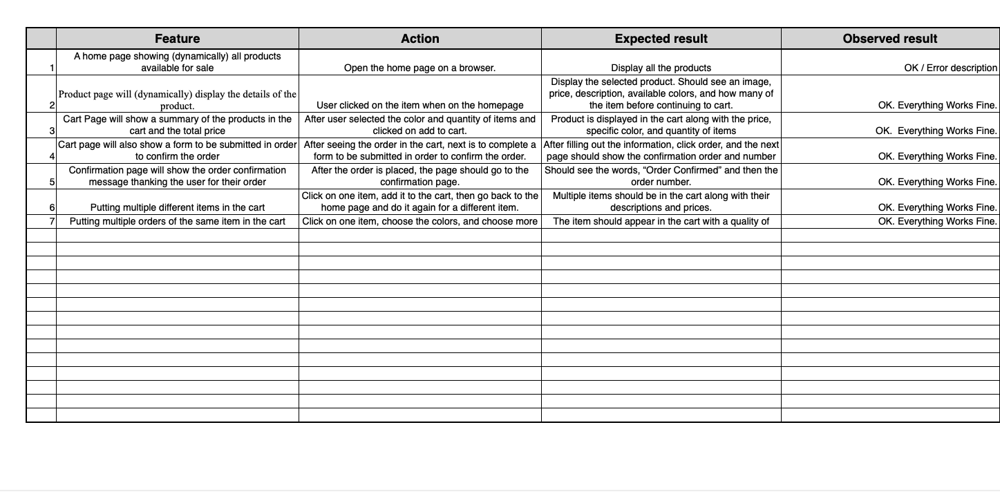 Feature Action Expected result Observed result
1 A home page showing (dynamically) all products
available for sale
Open the home page on a browser.
Display all the products
OK / Error description
2 Product page will (dynamically) display the details of the
product.
User clicked on the item when on the homepage
Display the selected product. Should see an image,
price, description, available colors, and how many of
the item before continuing to cart.
OK. Everything Works Fine.
3 Cart Page will show a summary of the products in the
cart and the total price
After user selected the color and quantity of items and
clicked on add to cart.
Product is displayed in the cart along with the price,
specific color, and quantity of items
OK.  Everything Works Fine.
4 Cart page will also show a form to be submitted in order
to confirm the order
After seeing the order in the cart, next is to complete a
form to be submitted in order to confirm the order.
After filling out the information, click order, and the next
page should show the confirmation order and number
OK. Everything Works Fine.
5 Confirmation page will show the order confirmation
message thanking the user for their order
After the order is placed, the page should go to the
confirmation page.
Should see the words, “Order Confirmed” and then the
order number.
OK. Everything Works Fine.
6 Putting multiple different items in the cart
Click on one item, add it to the cart, then go back to the
home page and do it again for a different item.
Multiple items should be in the cart along with their
descriptions and prices.
OK. Everything Works Fine.
7 Putting multiple orders of the same item in the cart
Click on one item, choose the colors, and choose more
The item should appear in the cart with a quality of
OK. Everything Works Fine.